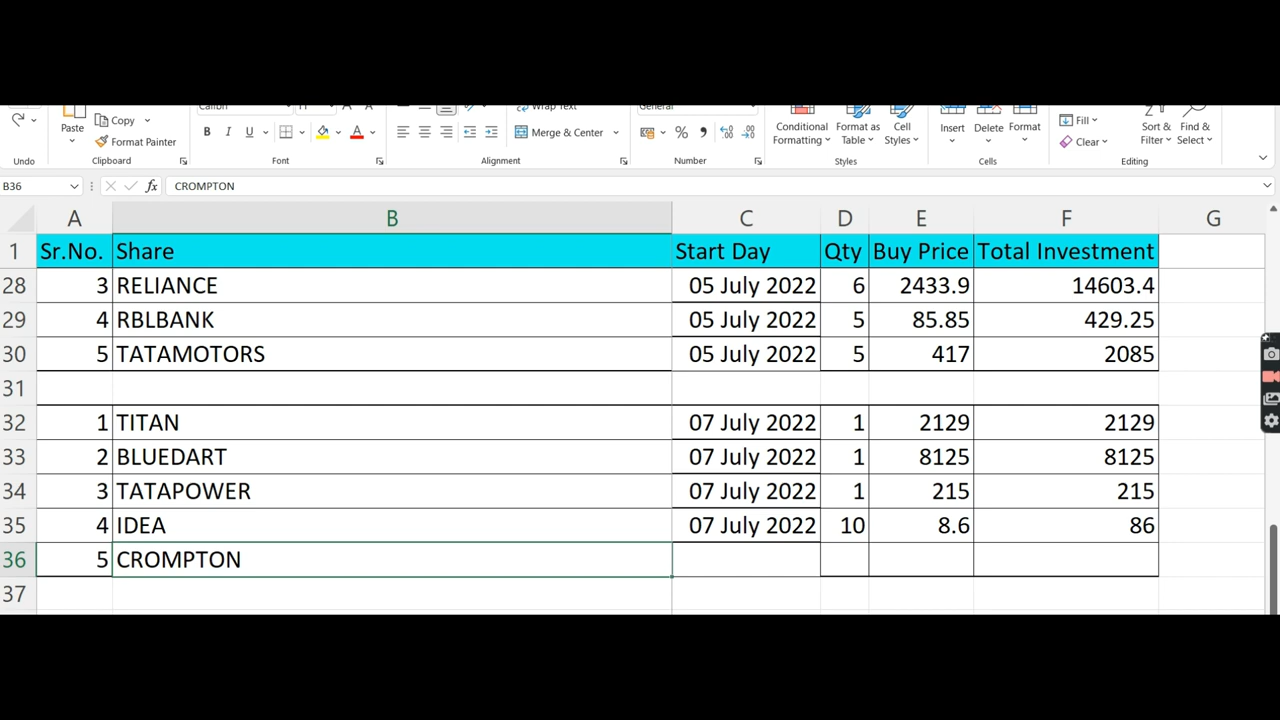 Calibri
11
A
A
Wrap Text
General
Paste
Copy
Format Painter
B I U
A
Merge & Center
%
Conditional Formatting
Format as Table
Cell Styles
Insert
Delete
Format
Fill
Clear
Sort & Filter
Find & Select
Undo
Clipboard
Font
Alignment
Number
Styles
Cells
Editing
B36
fx
CROMPTON
A B C D E F G
1 Sr.No. Share Start Day Qty Buy Price Total Investment
28 3 RELIANCE 05 July 2022 6 2433.9 14603.4
29 4 RBLBANK 05 July 2022 5 85.85 429.25
30 5 TATAMOTORS 05 July 2022 5 417 2085
31
32 1 TITAN 07 July 2022 1 2129 2129
33 2 BLUEDART 07 July 2022 1 8125 8125
34 3 TATAPOWER 07 July 2022 1 215 215
35 4 IDEA 07 July 2022 10 8.6 86
36 5 CROMPTON
37